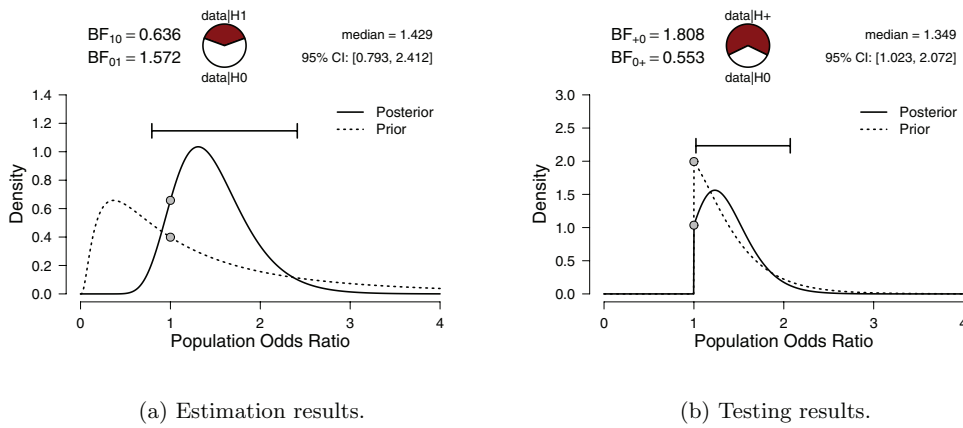 data|H1
BF10 = 0.636
BF01 = 1.572
data|H0
median = 1.429
95% CI: [0.793, 2.412]
1.4
1.2
1.0
0.8
0.6
0.4
0.2
0.0
Density
Posterior
Prior
0 1 2 3 4
Population Odds Ratio
(a) Estimation results.
data|H+
BF+0 = 1.808
BF0+ = 0.553
data|H0
median = 1.349
95% CI: [1.023, 2.072]
3.0
2.5
2.0
1.5
1.0
0.5
0.0
Density
Posterior
Prior
0 1 2 3 4
Population Odds Ratio
(b) Testing results.